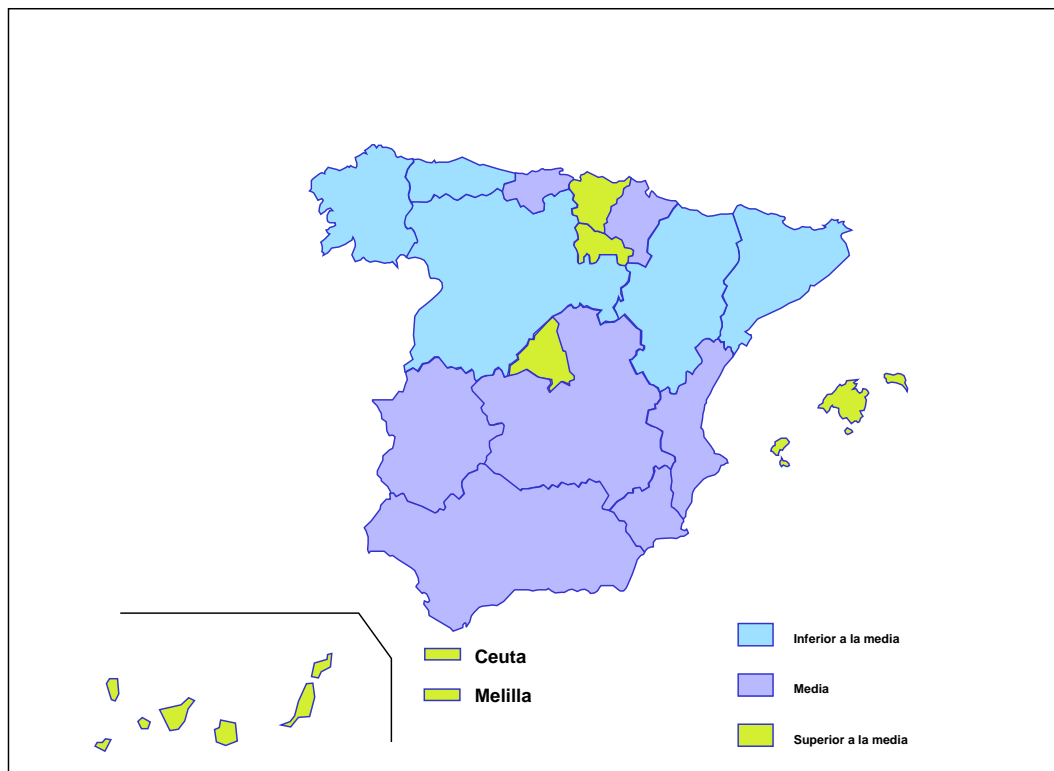 Ceuta
Melilla
Inferior a la media
Media
Superior a la media